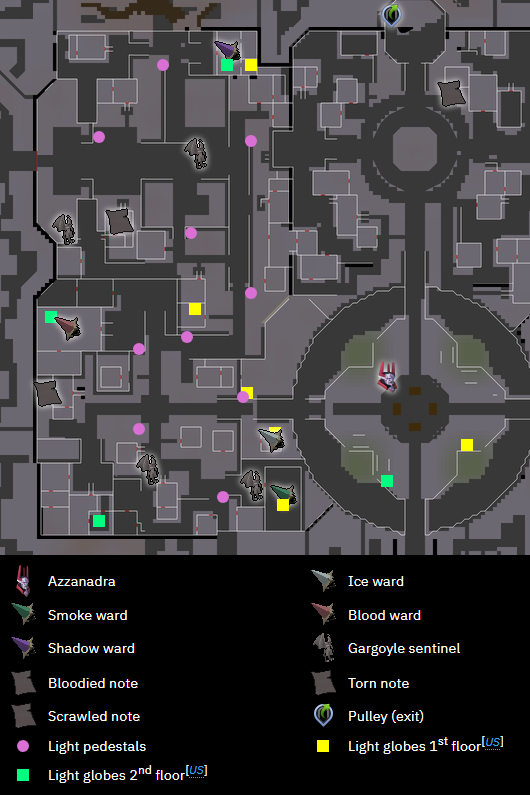 Azzanadra Ice ward
Smoke ward Blood ward
Shadow ward Gargoyle sentinel
Bloodied note Torn note
Scrawled note Pulley (exit)
Light pedestals Light globes 1st floor[US]
Light globes 2nd floor[US]